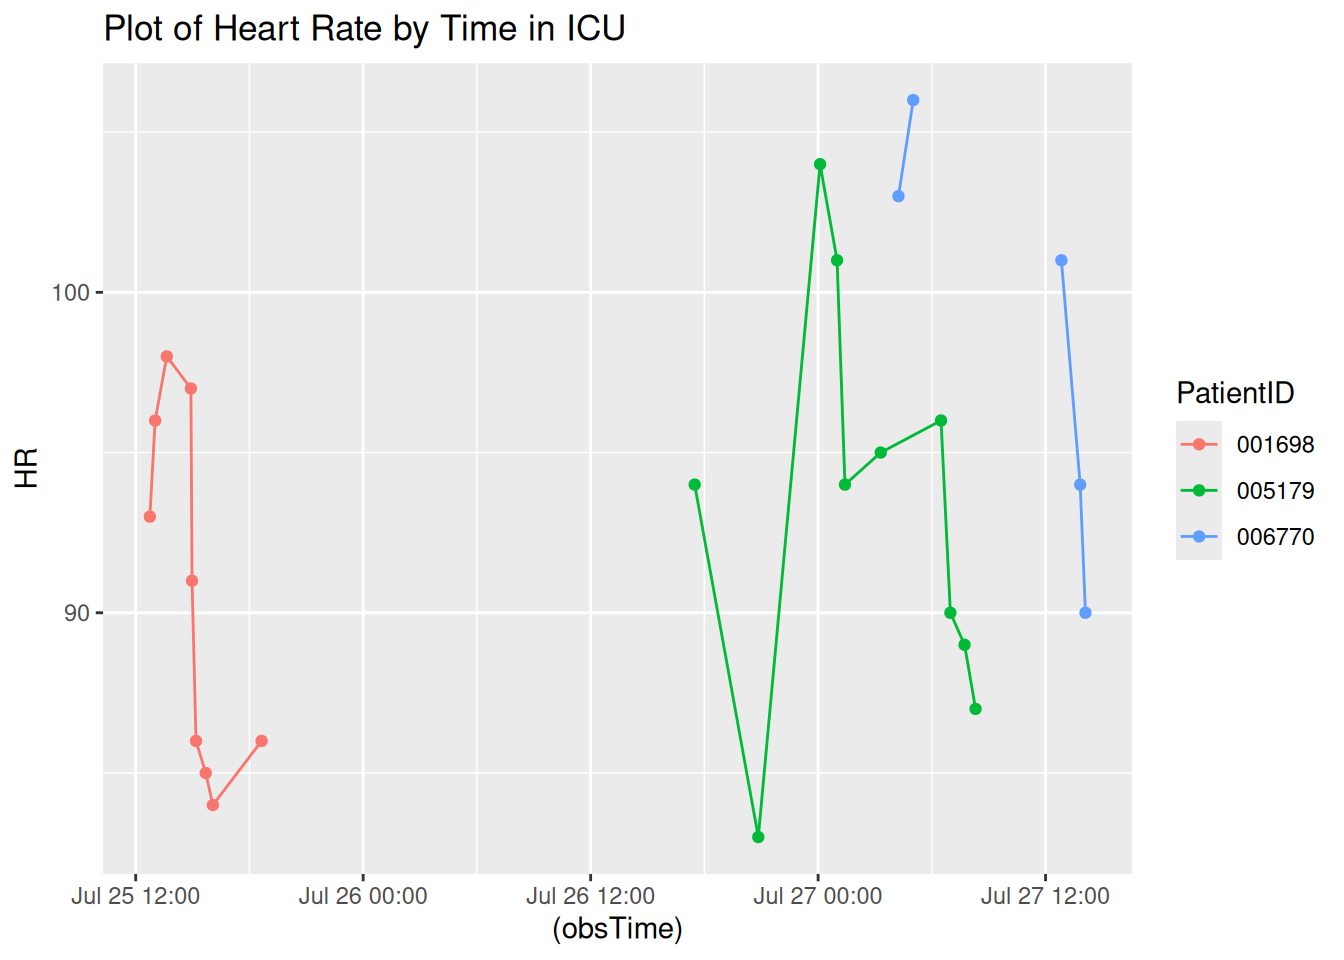 Plot of Heart Rate by Time in ICU
HR
100
90
Jul 25 12:00 Jul 26 00:00 Jul 26 12:00 Jul 27 00:00 Jul 27 12:00
(obsTime)
PatientID
001698
005179
006770